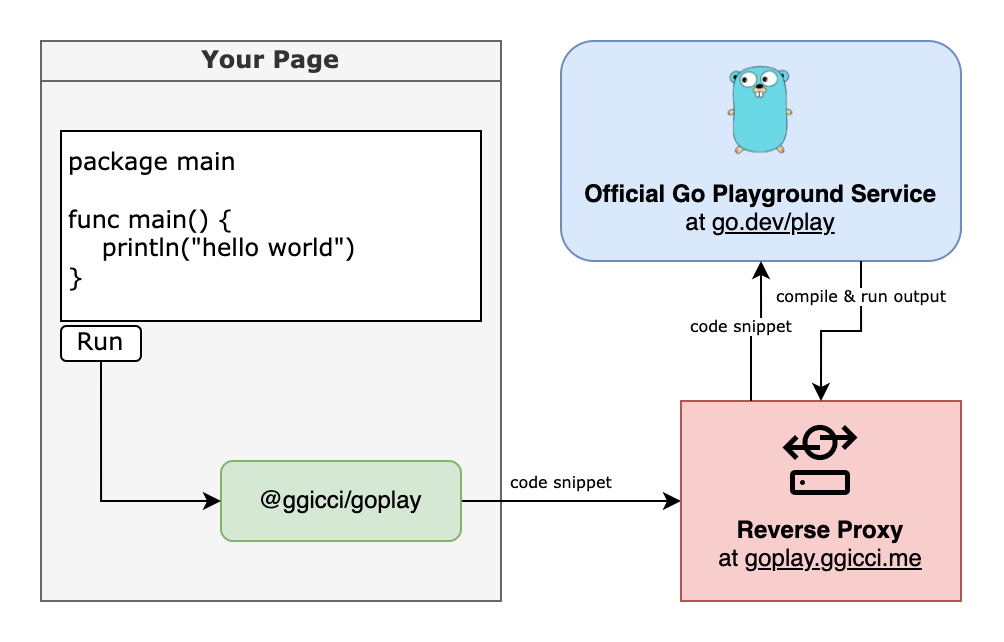 Your Page
package main
func main() {
    println("hello world")
}
Run
@ggicci/goplay
code snippet
Official Go Playground Service
at go.dev/play
compile & run output
code snippet
Reverse Proxy
at goplay.ggicci.me